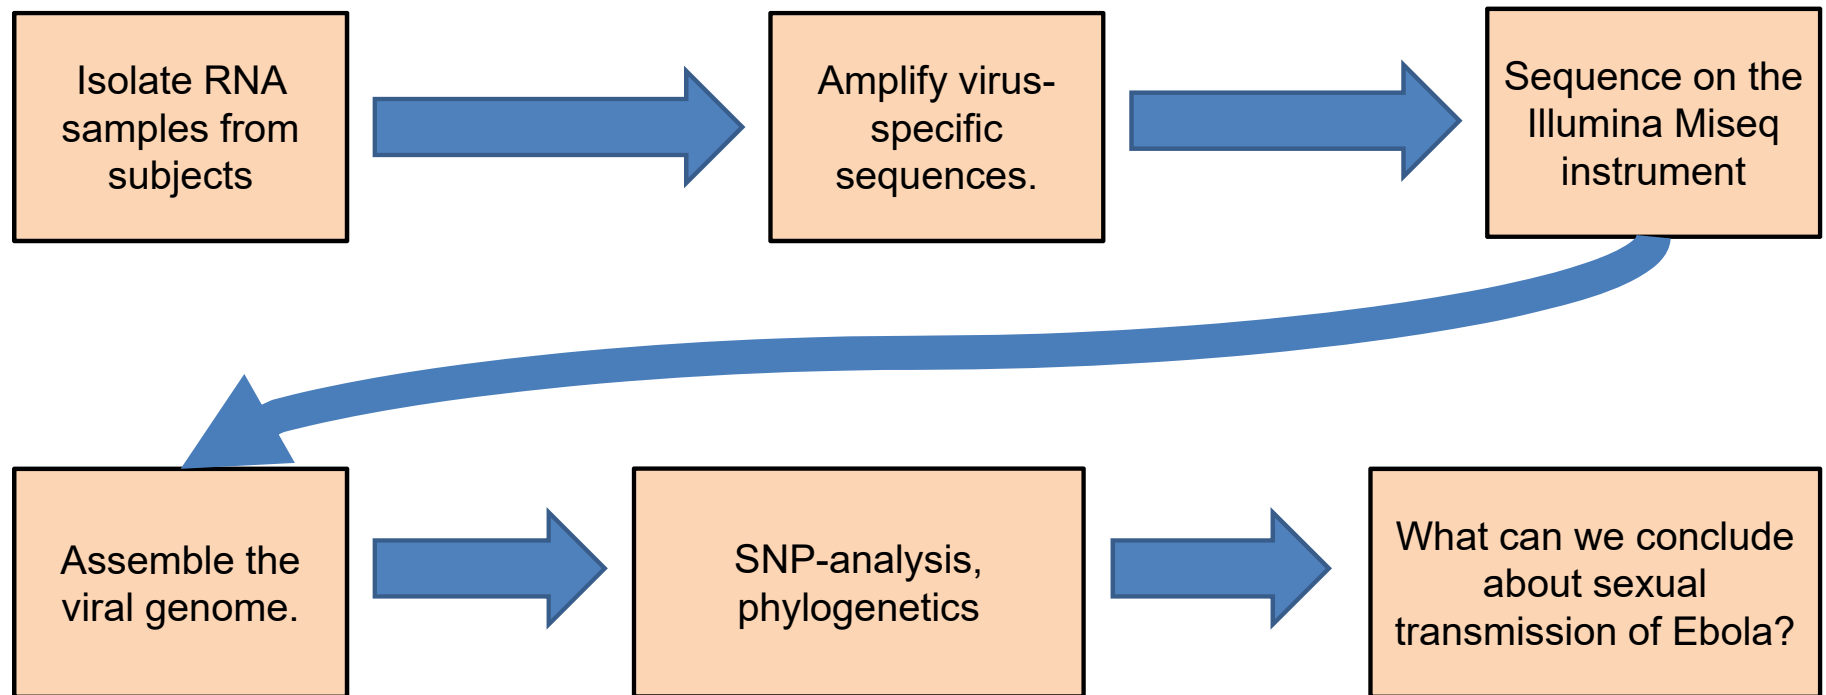 Isolate RNA
samples from
subjects
Amplify virus-
specific
sequences.
Sequence on the
Illumina Miseq
instrument
Assemble the
viral genome.
SNP-analysis,
phylogenetics
What can we conclude
about sexual
transmission of Ebola?